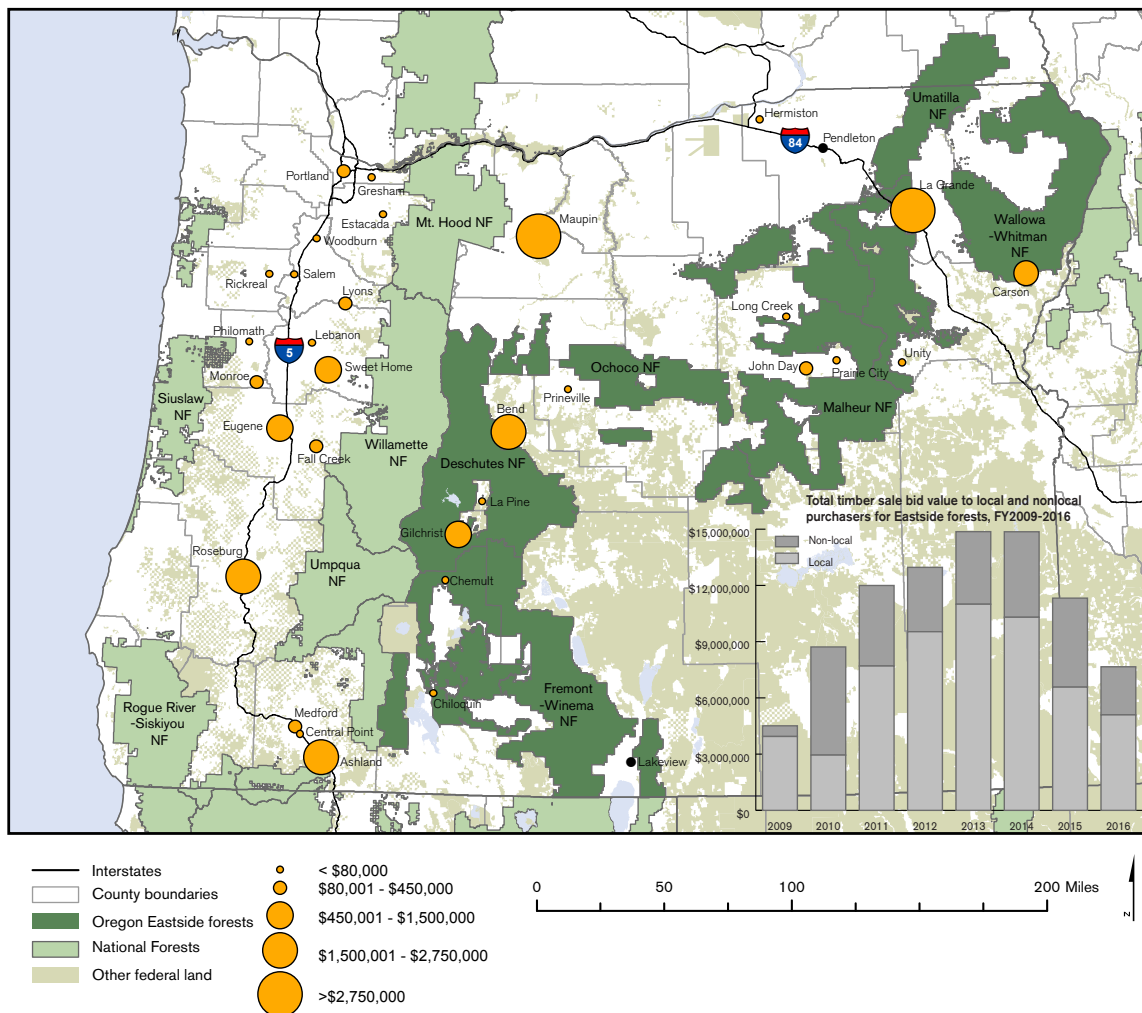 Hermiston
Umatilla
NF
84
Pendleton
Portland
Gresham
La Grande
Estacada
Mt. Hood NF
Maupin
Wallowa
-Whitman
NF
Woodburn
Rickreal
Salem
Lyons
Carson
Long Creek
Philomath
Lebanon
5
Sweet Home
Monroe
Ochoco NF
John Day
Prairie City
Unity
Siuslaw
NF
Prineville
Malheur NF
Eugene
Bend
Fall Creek
Willamette
NF
Deschutes NF
La Pine
Gilchrist
Roseburg
Umpqua
NF
Chemult
Rogue River
-Siskiyou
NF
Fremont
-Winema
NF
Chiloquin
Medford
Central Point
Ashland
Lakeview
Total timber sale bid value to local and nonlocal
purchasers for Eastside forests, FY2009-2016
$15,000,000
Non-local
Local
$12,000,000
$9,000,000
$6,000,000
$3,000,000
$0
2009 2010 2011 2012 2013 2014 2015 2016
Interstates
County boundaries
Oregon Eastside forests
National Forests
Other federal land
< $80,000
$80,001 - $450,000
$450,001 - $1,500,000
$1,500,001 - $2,750,000
>$2,750,000
0 50 100 200 Miles
N